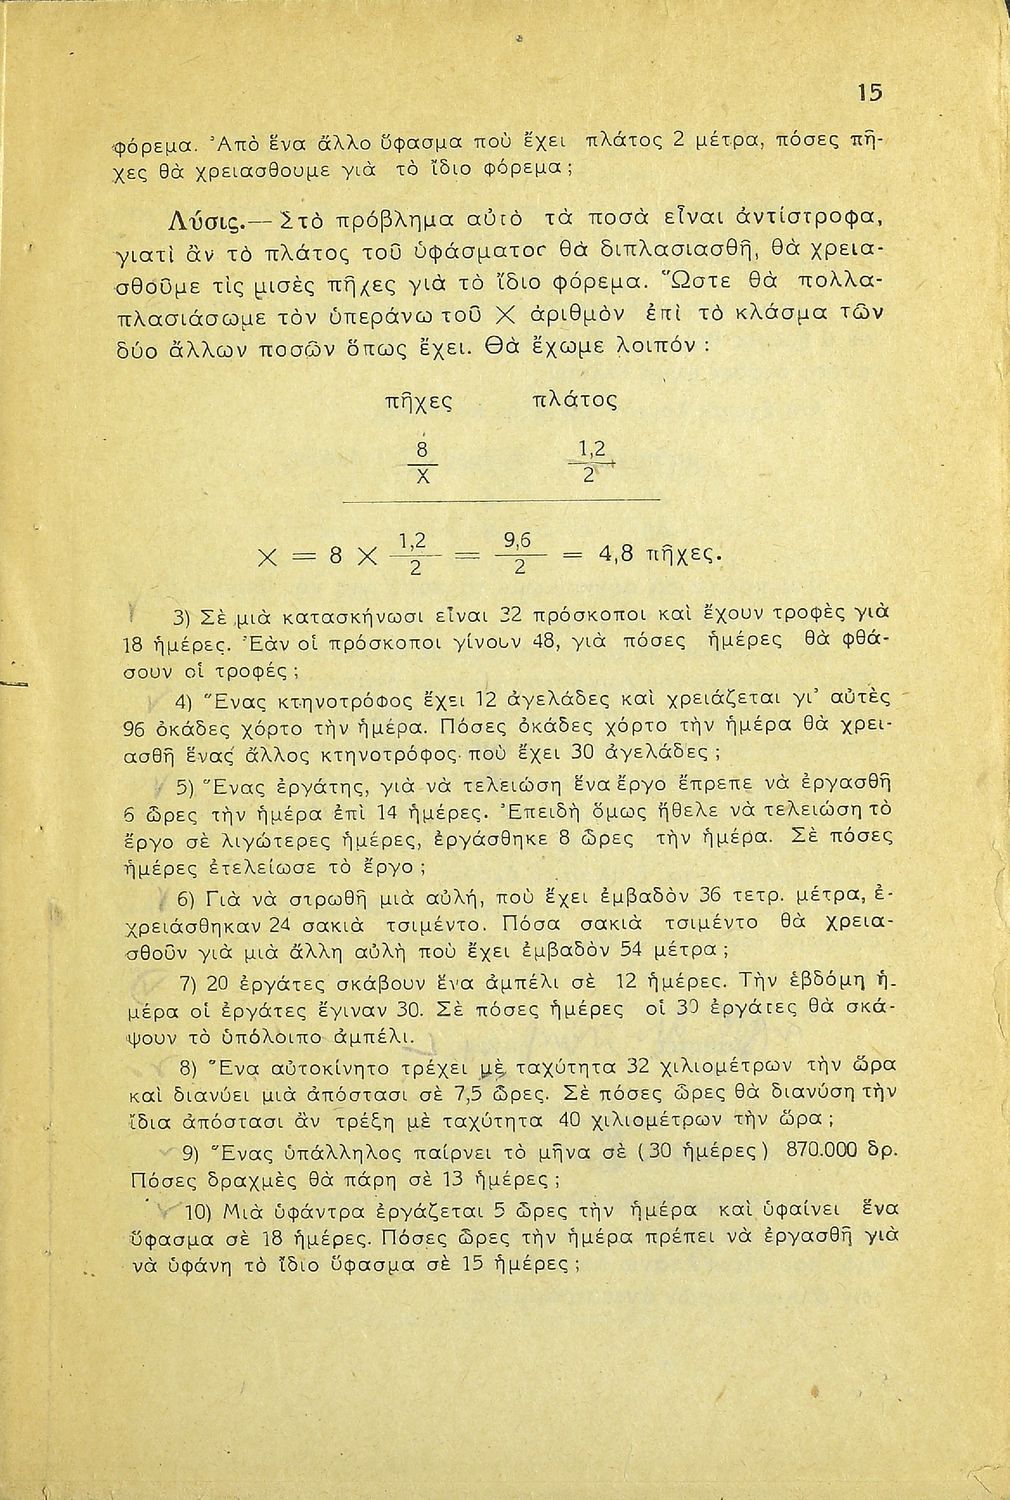 15
φόρεμα. Ἀπὸ ἕνα ἄλλο ὕφασμα ποὺ ἔχει πλάτος 2 μέτρα, πόσες πῆ-
χες θὰ χρειασθουμε γιὰ τὸ ἴδιο φόρεμα ;
Λύσις.— Στὸ πρόβλημα αὐτὸ τὰ ποσὰ εἶναι ἀντίστροφα,
γιατὶ ἂν τὸ πλάτος τοῦ ὑφάσματος θὰ διπλασιασθῆ, θὰ χρεια-
σθοῦμε τὶς μισὲς πῆχες γιὰ τὸ ἴδιο φόρεμα. Ὥστε θὰ πολλα-
πλασιάσωμε τὸν ὑπεράνω τοῦ Χ ἀριθμὸν ἐπὶ τὸ κλάσμα τῶν
δύο ἄλλων ποσῶν ὅπως ἔχει. Θὰ ἔχωμε λοιπόν :
πῆχες πλάτος
8 1,2
Χ 2
Χ = 8 Χ 1,2/2 = 9,6/2 = 4,8 πῆχες.
3) Σὲ μιὰ κατασκήνωσι εἶναι 32 πρόσκοποι καὶ ἔχουν τροφὲς γιὰ
18 ἡμέρες. Ἐὰν οἱ πρόσκοποι γίνουν 48, γιὰ πόσες ἡμέρες θὰ φθά-
σουν οἱ τροφές ;
4) Ἕνας κτηνοτρόφος ἔχει 12 ἀγελάδες καὶ χρειάζεται γι' αὐτὲς
96 ὀκάδες χόρτο τὴν ἡμέρα. Πόσες ὀκάδες χόρτο τὴν ἡμέρα θὰ χρει-
ασθῆ ἕνας ἄλλος κτηνοτρόφος ποὺ ἔχει 30 ἀγελάδες ;
5) Ἕνας ἐργάτης, γιὰ νὰ τελειώση ἕνα ἔργο ἔπρεπε νὰ ἐργασθῆ
6 ὧρες τὴν ἡμέρα ἐπὶ 14 ἡμέρες. Ἐπειδὴ ὅμως ἤθελε νὰ τελειώση τὸ
ἔργο σὲ λιγώτερες ἡμέρες, ἐργάσθηκε 8 ὧρες τὴν ἡμέρα. Σὲ πόσες
ἡμέρες ἐτελείωσε τὸ ἔργο ;
6) Γιὰ νὰ στρωθῆ μιὰ αὐλή, ποὺ ἔχει ἐμβαδὸν 36 τετρ. μέτρα, ἐ-
χρειάσθηκαν 24 σακιὰ τσιμέντο. Πόσα σακιὰ τσιμέντο θὰ χρεια-
σθοῦν γιὰ μιὰ ἄλλη αὐλὴ ποὺ ἔχει ἐμβαδὸν 54 μέτρα ;
7) 20 ἐργάτες σκάβουν ἕνα ἀμπέλι σὲ 12 ἡμέρες. Τὴν ἑβδόμη ἡ-
μέρα οἱ ἐργάτες ἔγιναν 30. Σὲ πόσες ἡμέρες οἱ 30 ἐργάτες θὰ σκά-
ψουν τὸ ὑπόλοιπο ἀμπέλι.
8) Ἕνα αὐτοκίνητο τρέχει μὲ ταχύτητα 32 χιλιομέτρων τὴν ὥρα
καὶ διανύει μιὰ ἀπόστασι σὲ 7,5 ὧρες. Σὲ πόσες ὧρες θὰ διανύση τὴν
ἴδια ἀπόστασι ἂν τρέξη μὲ ταχύτητα 40 χιλιομέτρων τὴν ὥρα ;
9) Ἕνας ὑπάλληλος παίρνει τὸ μῆνα σὲ (30 ἡμέρες) 870.000 δρ.
Πόσες δραχμὲς θὰ πάρη σὲ 13 ἡμέρες ;
10) Μιὰ ὑφάντρα ἐργάζεται 5 ὧρες τὴν ἡμέρα καὶ ὑφαίνει ἕνα
ὕφασμα σὲ 18 ἡμέρες. Πόσες ὧρες τὴν ἡμέρα πρέπει νὰ ἐργασθῆ γιὰ
νὰ ὑφάνη τὸ ἴδιο ὕφασμα σὲ 15 ἡμέρες ;